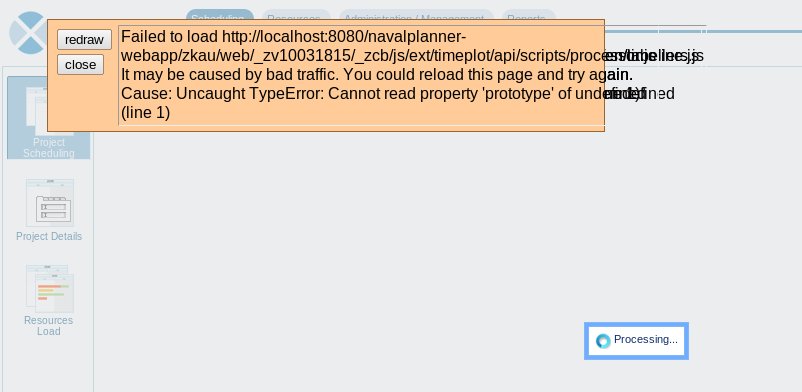 Scheduling
Resources
Administration / Management
Reports
redraw
close
Failed to load http://localhost:8080/navalplanner-
webapp/zkau/web/_zv10031815/_zcb/js/ext/timeplot/api/scripts/processor.js
It may be caused by bad traffic. You could reload this page and try again.
Cause: Uncaught TypeError: Cannot read property 'prototype' of undefined
(line 1)
Project
Scheduling
Project Details
Resources
Load
Processing...